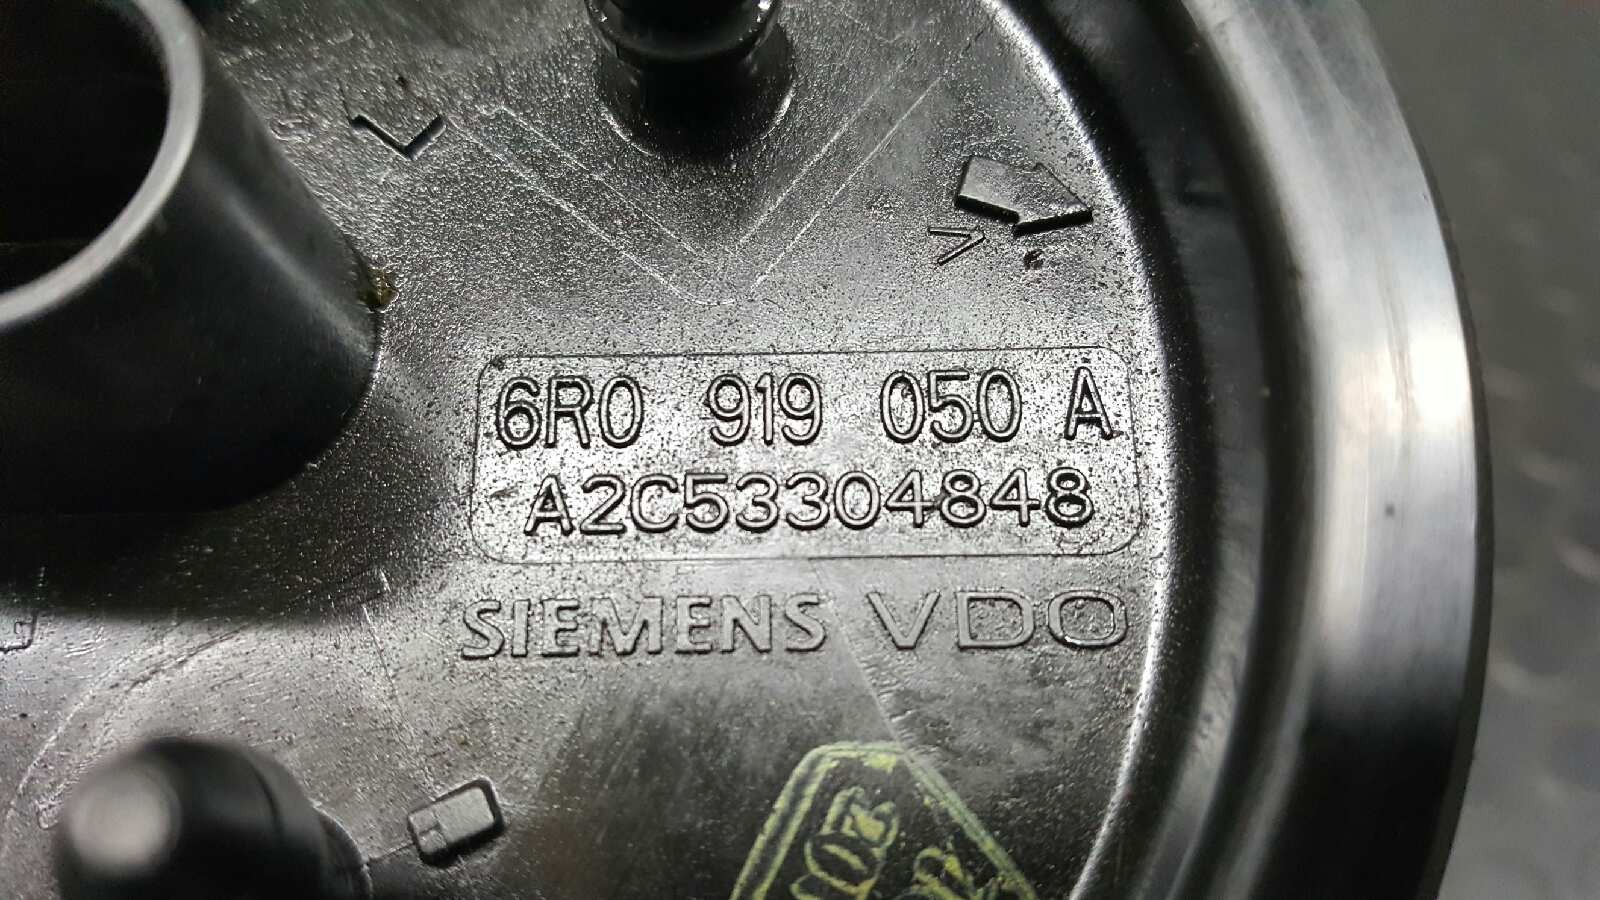 6R0 919 050 A
A2C53304848
SIEMENS VDO